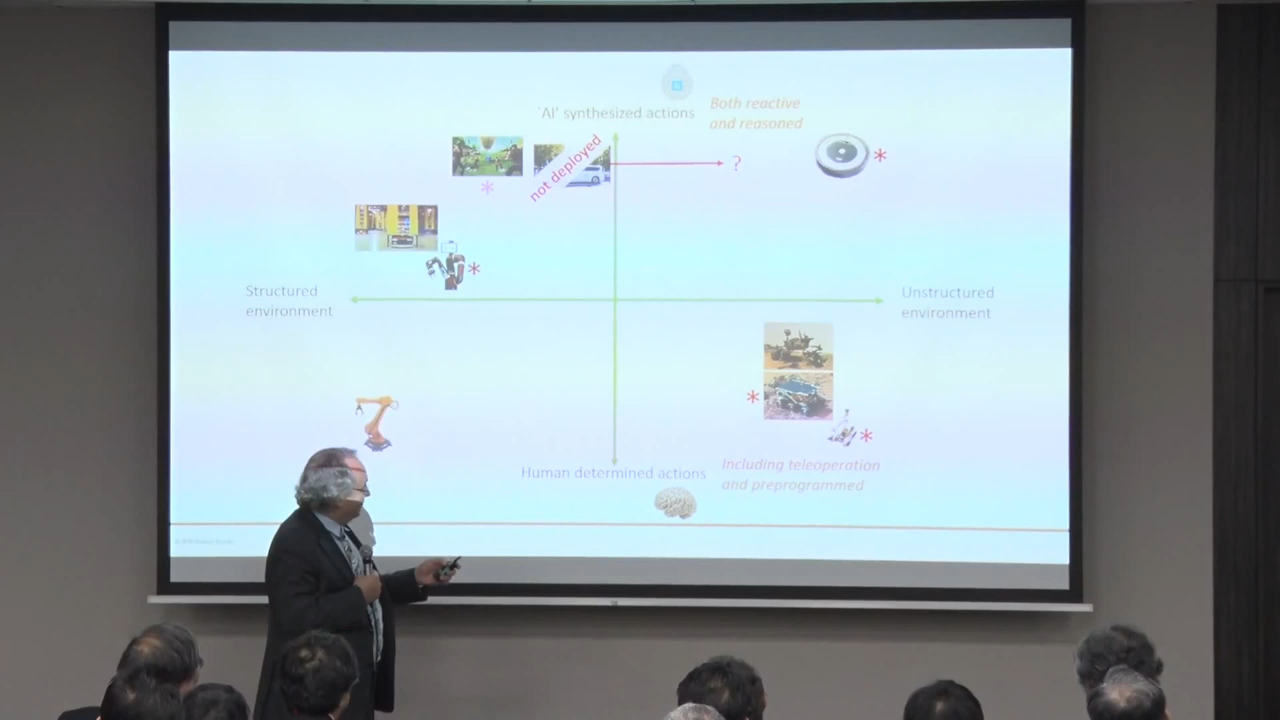 'AI' synthesized actions
Both reactive
and reasoned
not deployed
?
Structured
environment
Unstructured
environment
Human determined actions
Including teleoperation
and preprogrammed